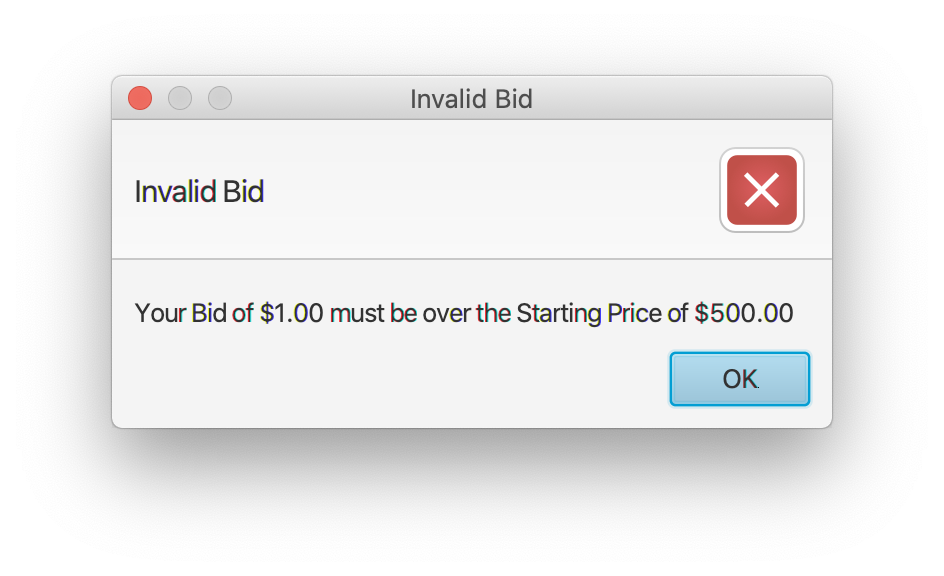 Invalid Bid
Invalid Bid
Your Bid of $1.00 must be over the Starting Price of $500.00
OK